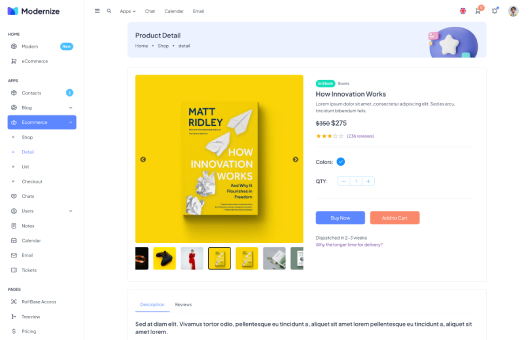 Modernize
Apps
Chat
Calendar
Email
HOME
Modern
New
eCommerce
APPS
Contacts
2
Blog
Ecommerce
Shop
Detail
List
Checkout
Chats
Users
Notes
Calendar
Email
Tickets
PAGES
RollBase Access
Treeview
Pricing
Product Detail
Home • Shop • detail
MATT
RIDLEY
HOW
INNOVATION
WORKS
And Why It
Flourishes in
Freedom
In Stock
books
How Innovation Works
Lorem ipsum dolor sit amet, consectetur adipiscing elit. Sed ex arcu,
tincidunt bibendum felis.
$350 $275
(236 reviews)
Colors:
QTY:
1
Buy Now
Add to Cart
Dispatched in 2-3 weeks
Why the longer time for delivery?
Description
Reviews
Sed at diam elit. Vivamus tortor odio, pellentesque eu tincidunt a, aliquet sit amet lorem pellentesque eu tincidunt a, aliquet sit
amet lorem.